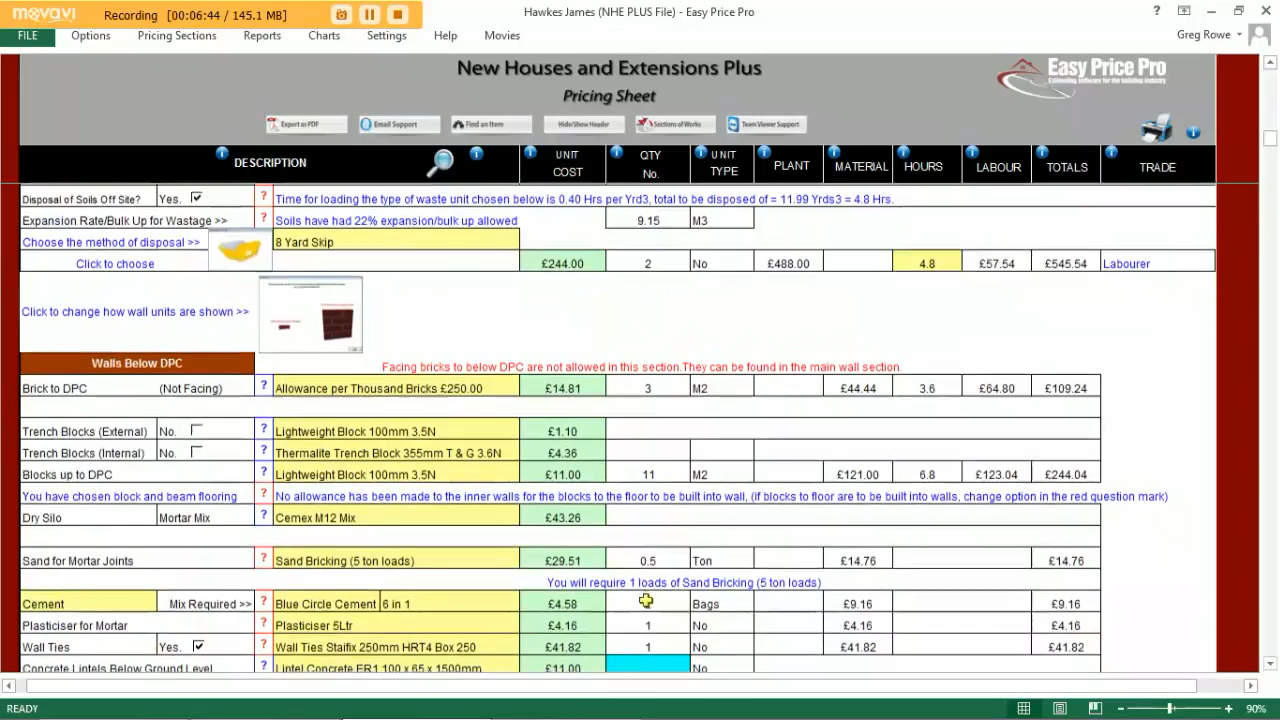 movavi Recording [00:06:44 / 145.1 MB]
Hawkes James (NHE PLUS File) - Easy Price Pro
FILE Options Pricing Sections Reports Charts Settings Help Movies Greg Rowe
New Houses and Extensions Plus
Pricing Sheet
Easy Price Pro
Estimating software for the building industry
Export as PDF Email Support Find an Item Hide/Show Header Sections of Works Team Viewer Support
DESCRIPTION UNIT COST QTY No. UNIT TYPE PLANT MATERIAL HOURS LABOUR TOTALS TRADE
Disposal of Soils Off Site? Yes. ? Time for loading the type of waste unit chosen below is 0.40 Hrs per Yrd3, total to be disposed of = 11.99 Yrds3 = 4.8 Hrs.
Expansion Rate/Bulk Up for Wastage >> ? Soils have had 22% expansion/bulk up allowed 9.15 M3
Choose the method of disposal >> 8 Yard Skip
Click to choose £244.00 2 No £488.00 4.8 £57.54 £545.54 Labourer
Click to change how wall units are shown >>
Walls Below DPC Facing bricks to below DPC are not allowed in this section.They can be found in the main wall section.
Brick to DPC (Not Facing) ? Allowance per Thousand Bricks £250.00 £14.81 3 M2 £44.44 3.6 £64.80 £109.24
Trench Blocks (External) No. ? Lightweight Block 100mm 3.5N £1.10
Trench Blocks (Internal) No. ? Thermalite Trench Block 355mm T & G 3.6N £4.36
Blocks up to DPC ? Lightweight Block 100mm 3.5N £11.00 11 M2 £121.00 6.8 £123.04 £244.04
You have chosen block and beam flooring ? No allowance has been made to the inner walls for the blocks to the floor to be built into wall, (if blocks to floor are to be built into walls, change option in the red question mark)
Dry Silo Mortar Mix ? Cemex M12 Mix £43.26
Sand for Mortar Joints ? Sand Bricking (5 ton loads) £29.51 0.5 Ton £14.76 £14.76
You will require 1 loads of Sand Bricking (5 ton loads)
Cement Mix Required >> ? Blue Circle Cement 6 in 1 £4.58 Bags £9.16 £9.16
Plasticiser for Mortar ? Plasticiser 5Ltr £4.16 1 No £4.16 £4.16
Wall Ties Yes. ? Wall Ties Staifix 250mm HRT4 Box 250 £41.82 1 No £41.82 £41.82
Concrete Lintels Below Ground Level ? Lintel Concrete ER1 100 x 65 x 1500mm £11.00 No
READY 90%